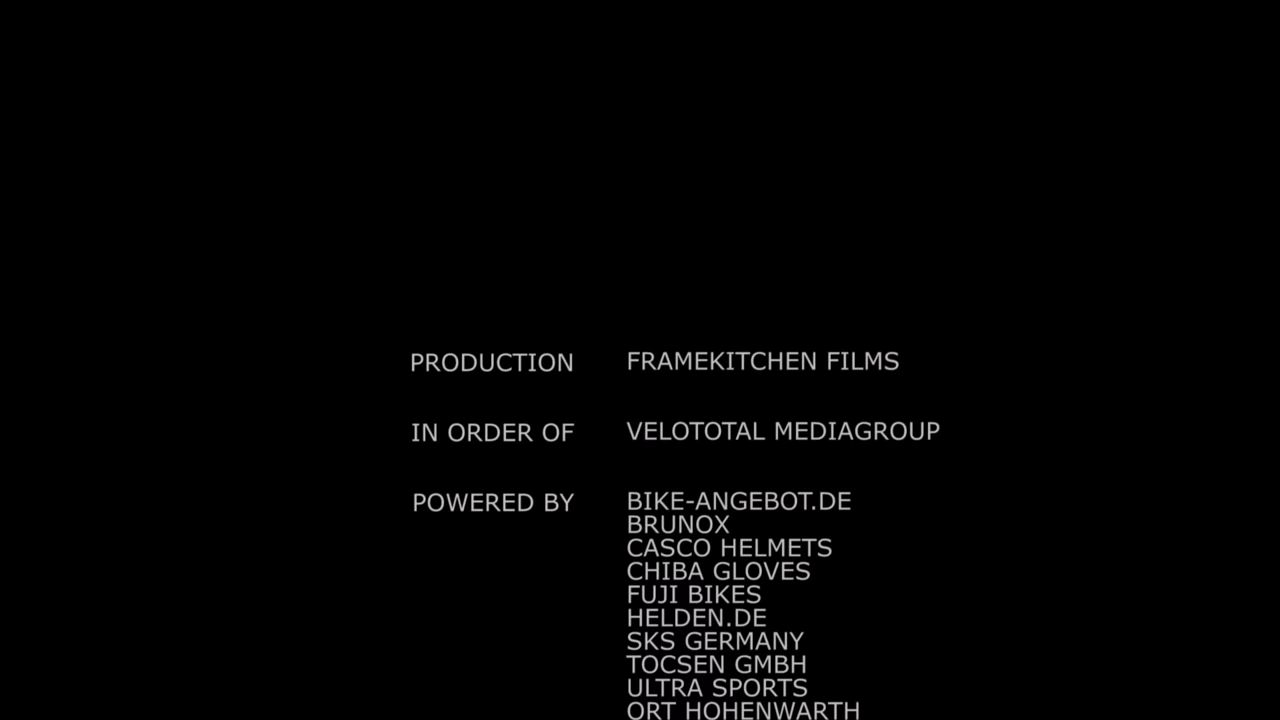 PRODUCTION FRAMEKITCHEN FILMS
IN ORDER OF VELOTOTAL MEDIAGROUP
POWERED BY BIKE-ANGEBOT.DE
BRUNOX
CASCO HELMETS
CHIBA GLOVES
FUJI BIKES
HELDEN.DE
SKS GERMANY
TOCSEN GMBH
ULTRA SPORTS
ORT HOHENWARTH